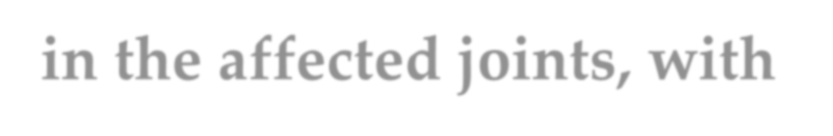 in the affected joints, with